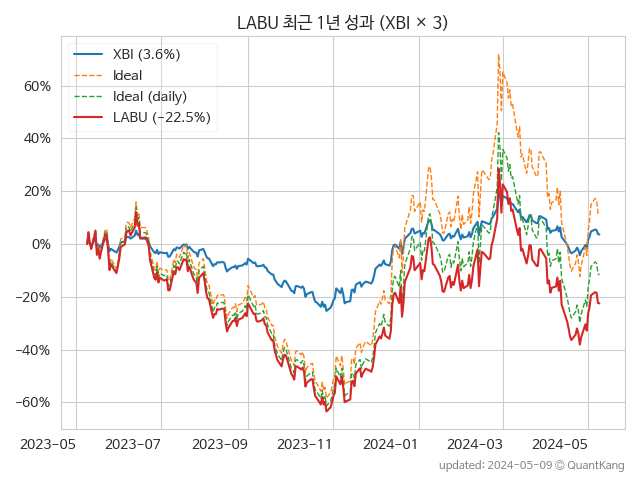 LABU 최근 1년 성과 (XBI × 3)
XBI (3.6%)
Ideal
Ideal (daily)
LABU (−22.5%)
60%
40%
20%
0%
−20%
−40%
−60%
2023-05 2023-07 2023-09 2023-11 2024-01 2024-03 2024-05
updated: 2024-05-09 © QuantKang